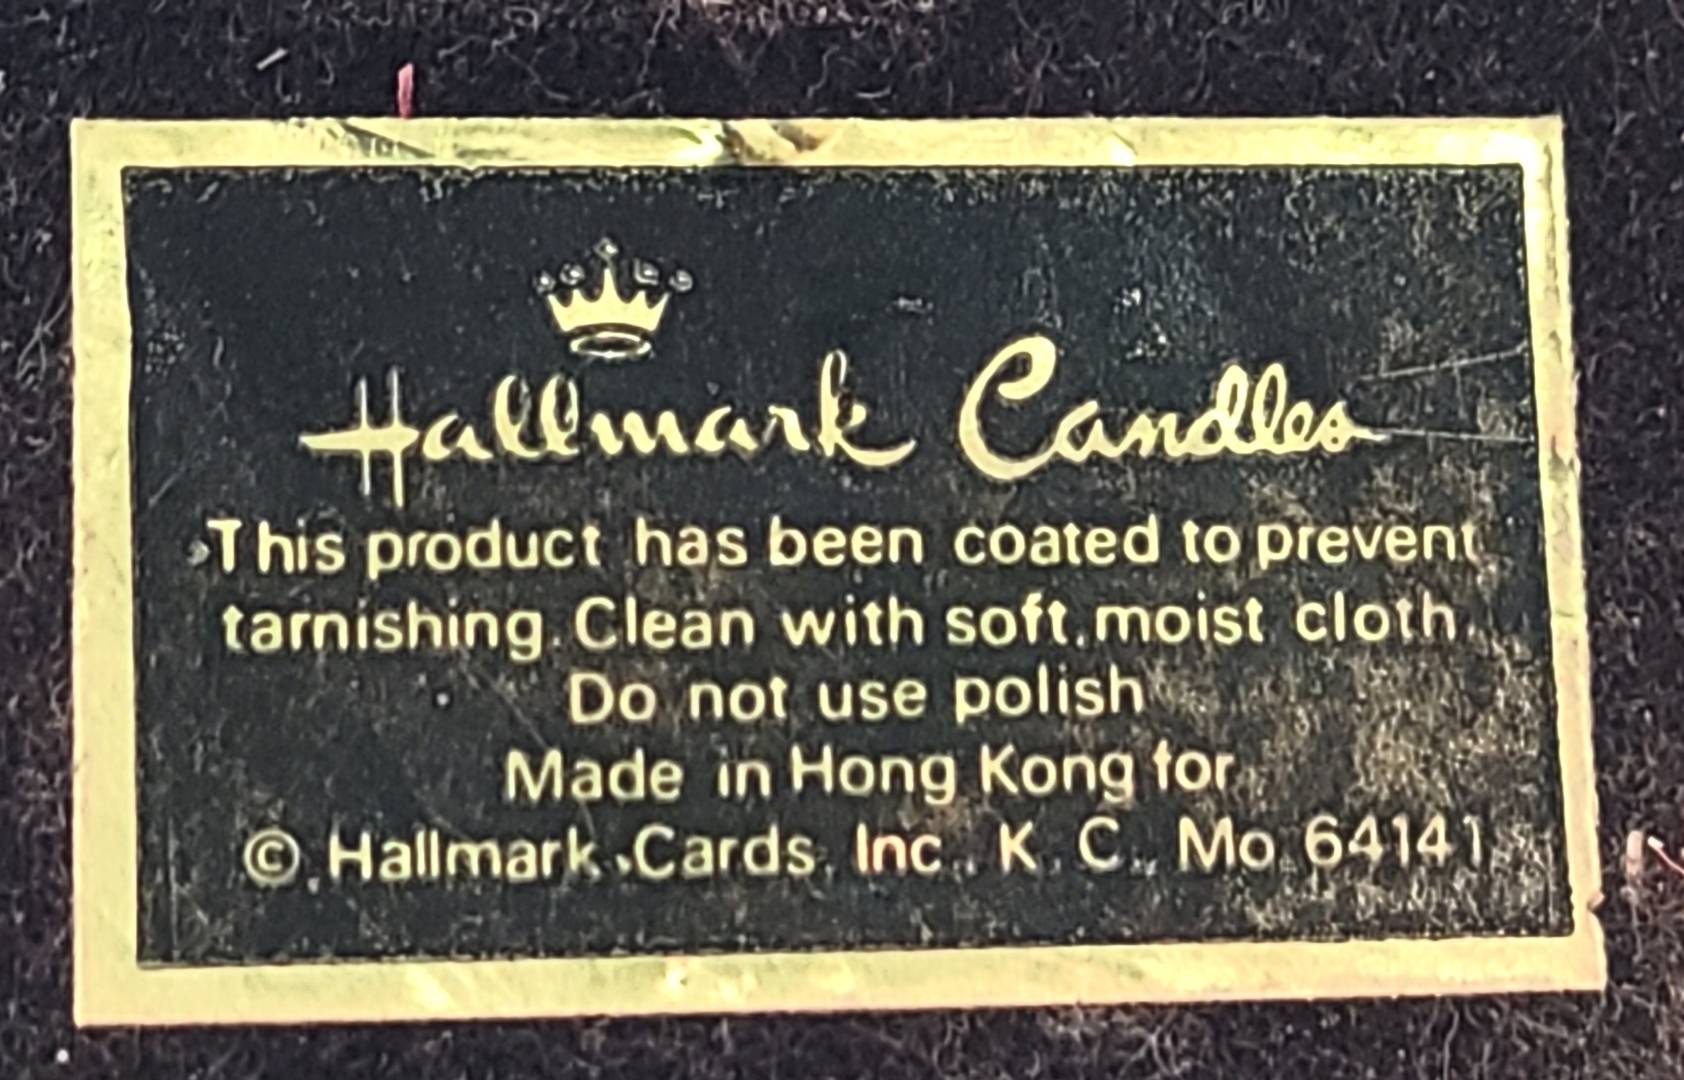 Hallmark Candles
This product has been coated to prevent
tarnishing. Clean with soft, moist cloth.
Do not use polish
Made in Hong Kong for
© Hallmark Cards, Inc., K. C., Mo 64141